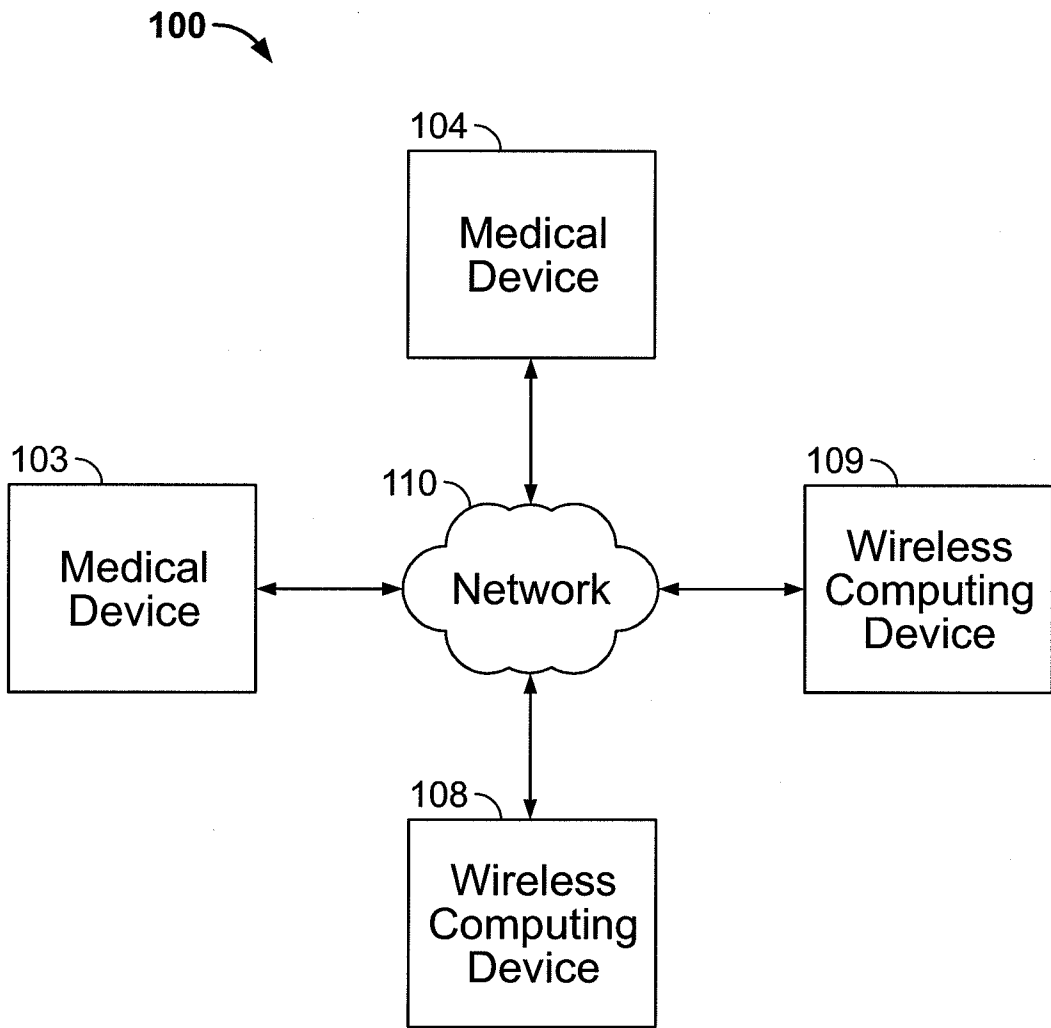 100
104
Medical
Device
103
Medical
Device
110
Network
109
Wireless
Computing
Device
108
Wireless
Computing
Device